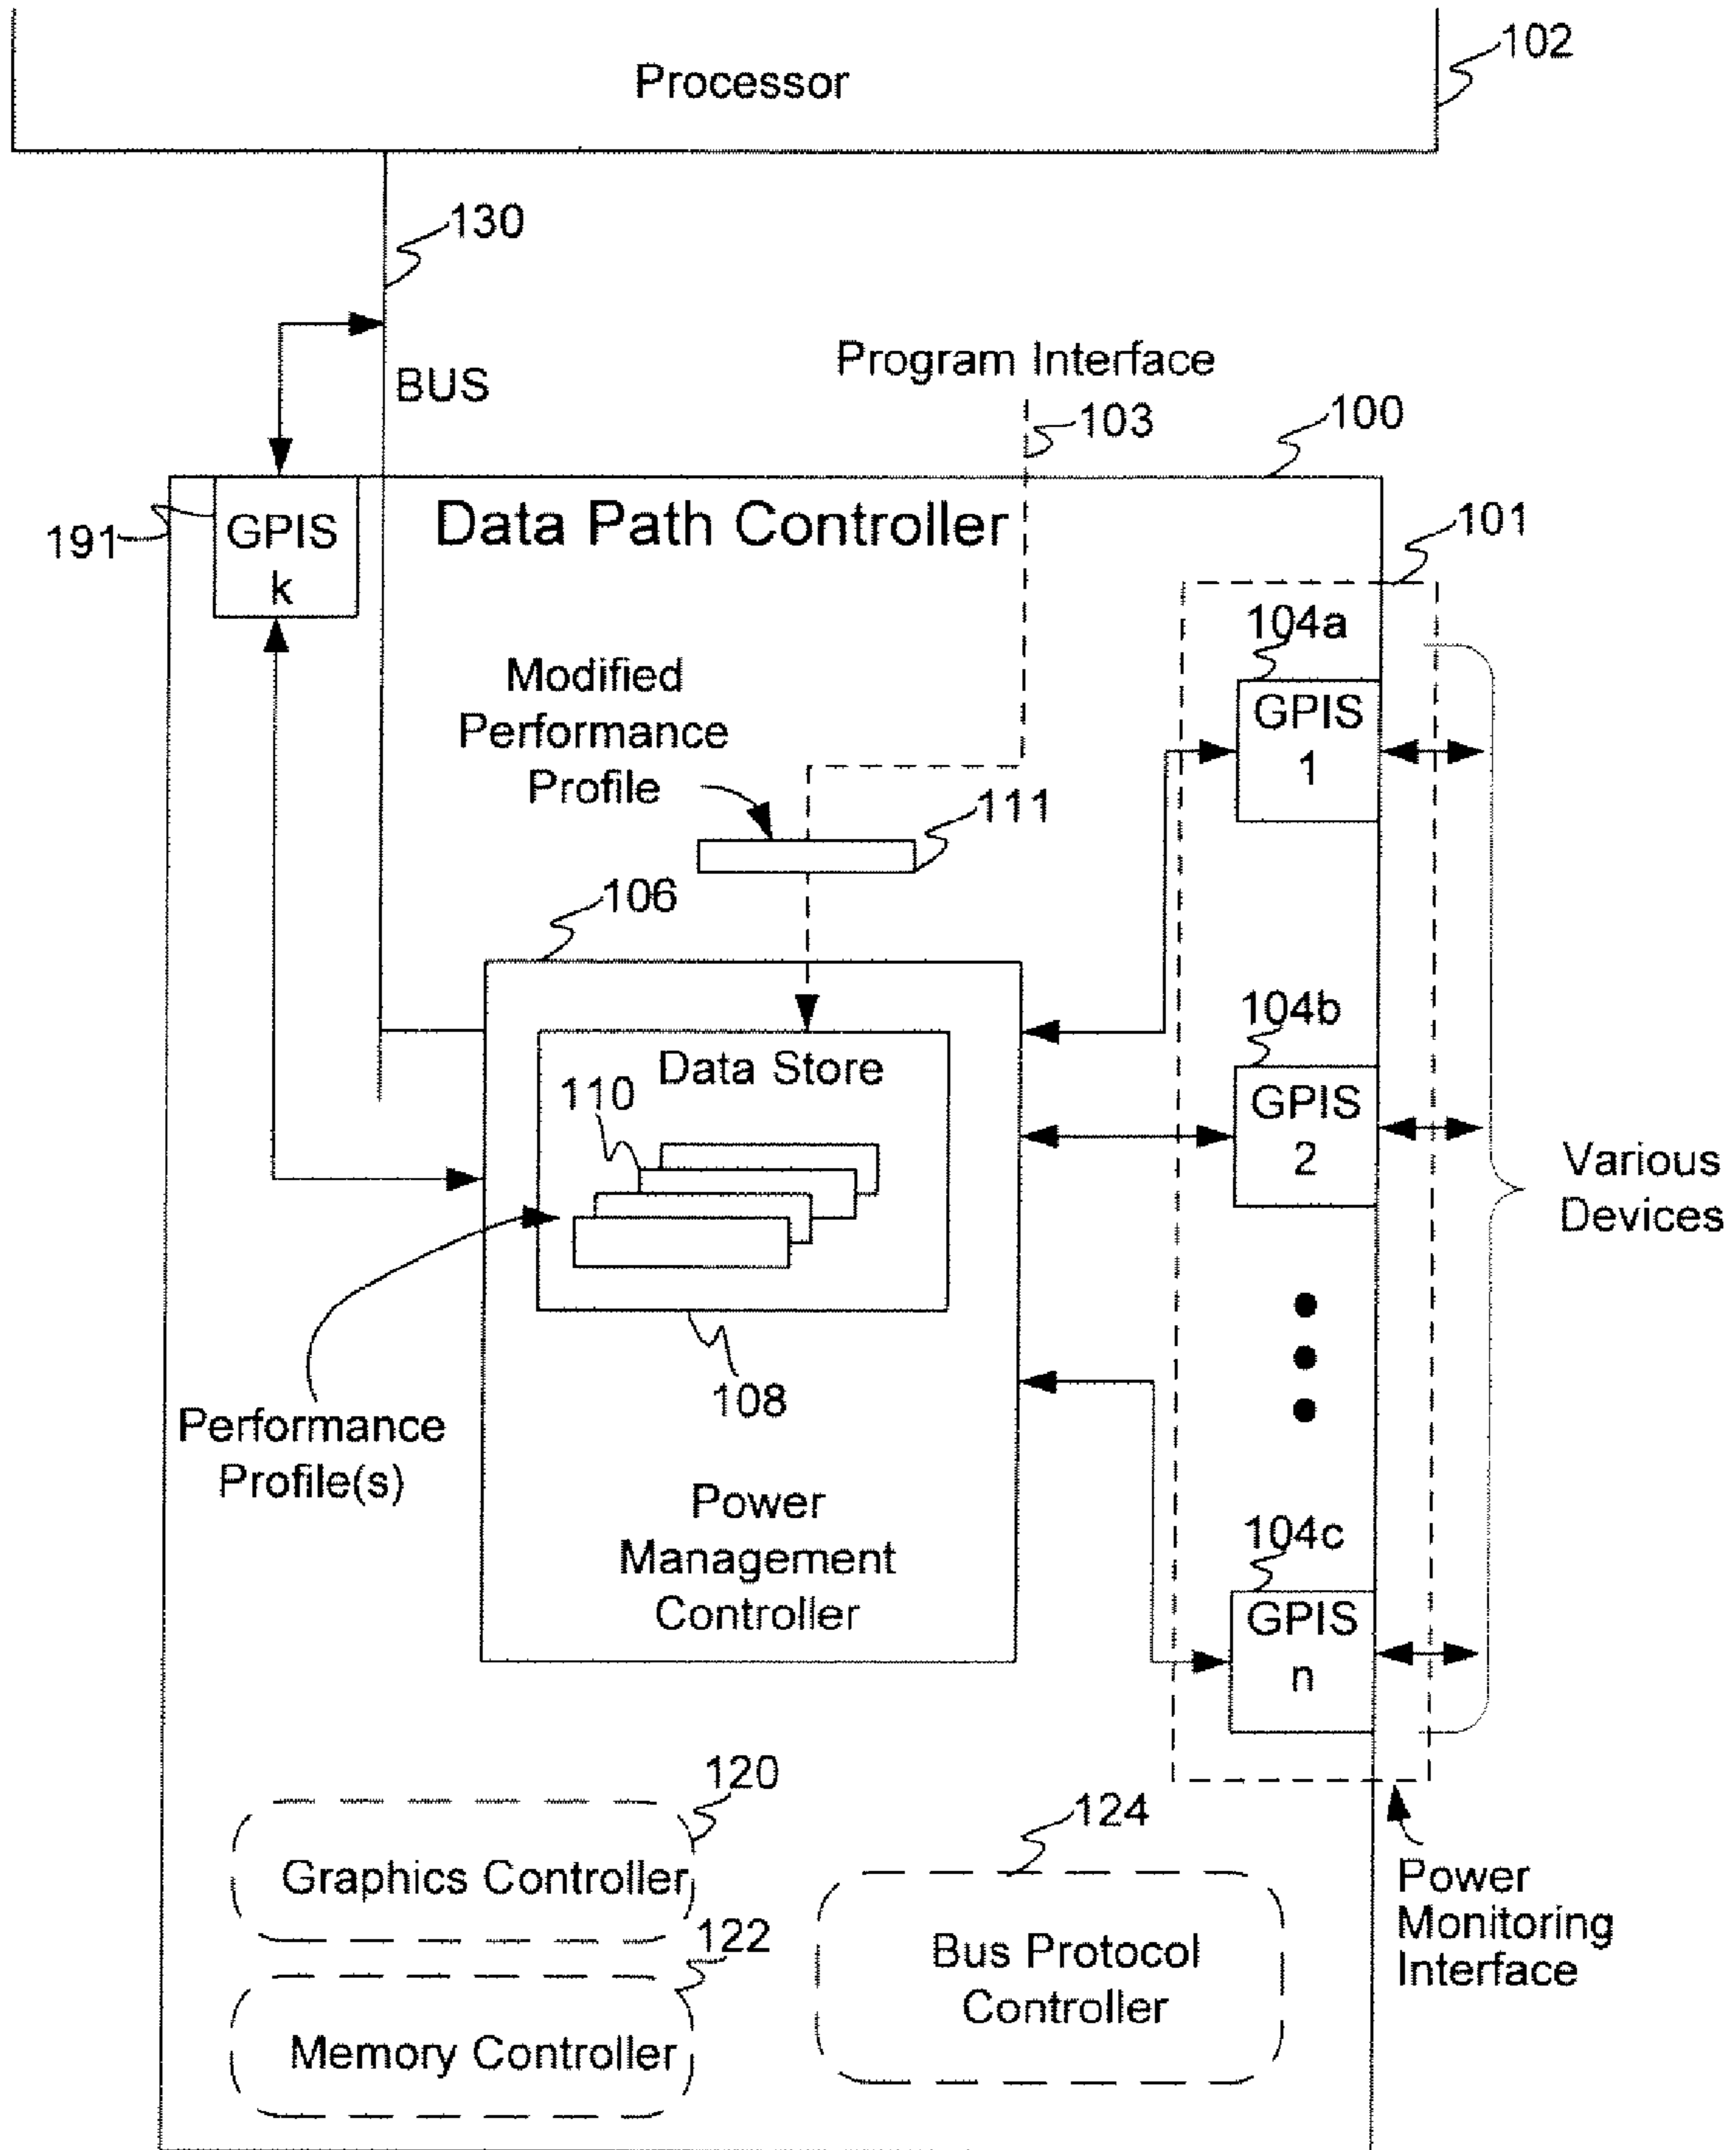 Processor
102
130
BUS
Program Interface
103
100
101
191
GPIS
k
Data Path Controller
104a
GPIS
1
Modified
Performance
Profile
111
106
104b
GPIS
2
Data Store
110
Various
Devices
108
Performance
Profile(s)
Power
Management
Controller
104c
GPIS
n
120
Graphics Controller
122
Memory Controller
124
Bus Protocol
Controller
Power
Monitoring
Interface